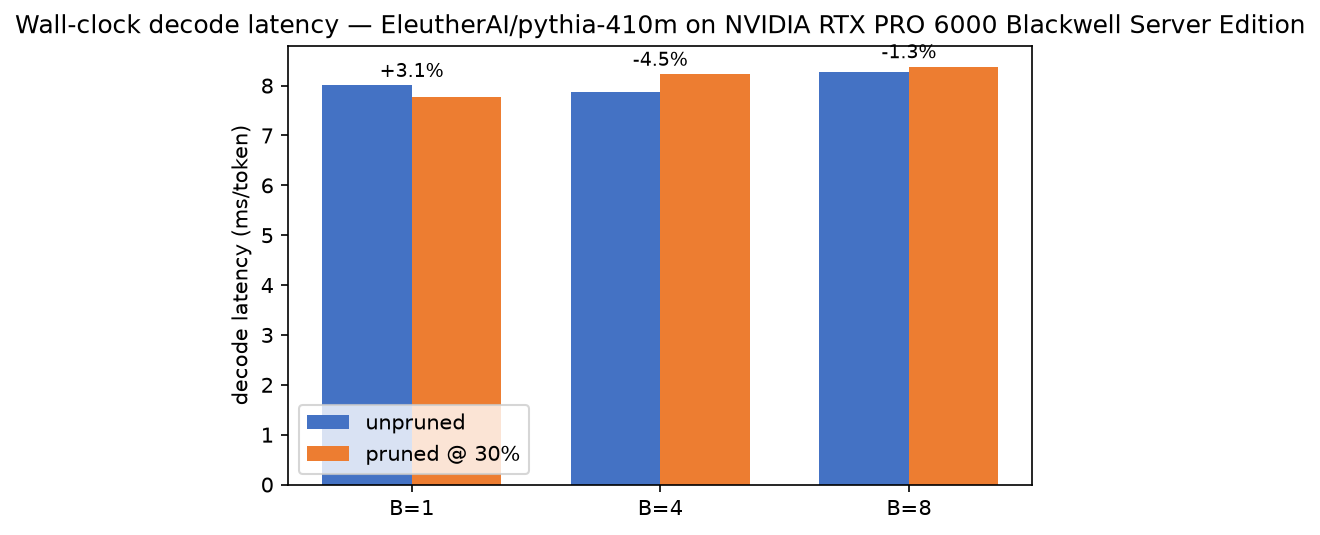 Wall-clock decode latency — EleutherAI/pythia-410m on NVIDIA RTX PRO 6000 Blackwell Server Edition
+3.1%
-4.5%
-1.3%
decode latency (ms/token)
8
7
6
5
4
3
2
1
0
unpruned
pruned @ 30%
B=1
B=4
B=8